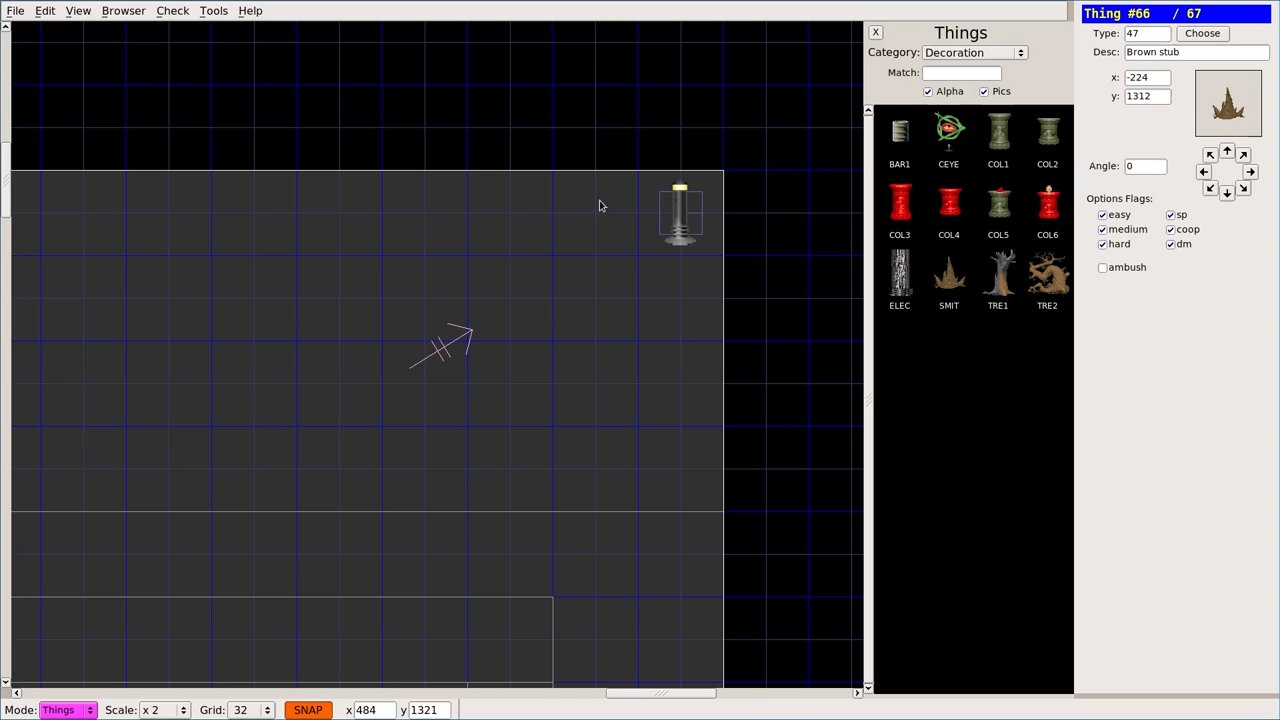 File Edit View Browser Check Tools Help
X Things
Category: Decoration
Match:
Alpha Pics
BAR1 CEYE COL1 COL2
COL3 COL4 COL5 COL6
ELEC SMIT TRE1 TRE2
Thing #66 / 67
Type: 47 Choose
Desc: Brown stub
x: -224
y: 1312
Angle: 0
Options Flags:
easy sp
medium coop
hard dm
ambush
Mode: Things Scale: x 2 Grid: 32 SNAP x 484 y 1321